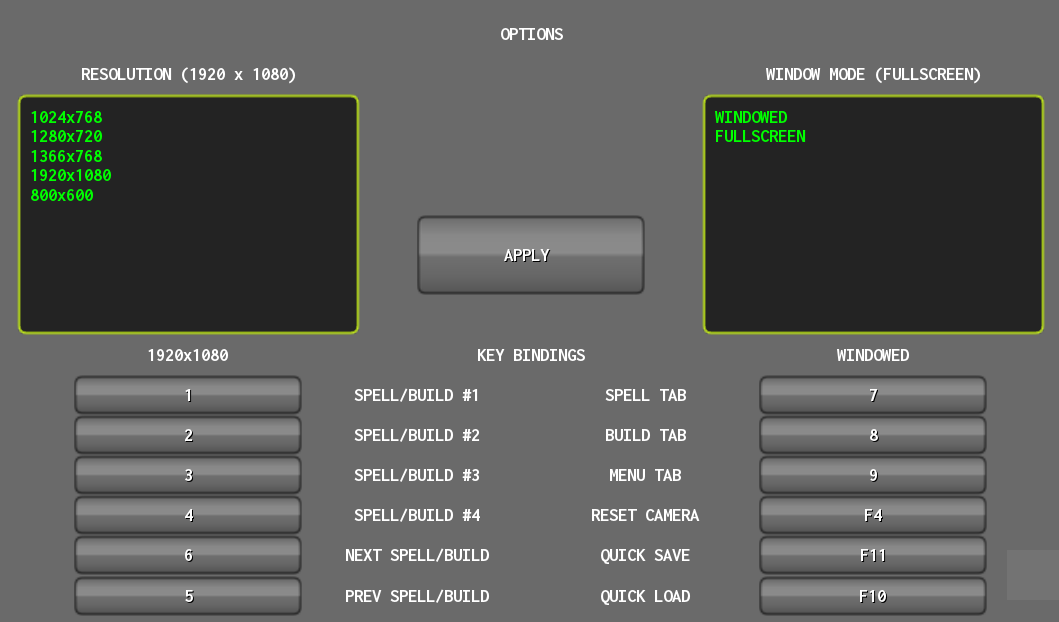 OPTIONS
RESOLUTION (1920 x 1080)
WINDOW MODE (FULLSCREEN)
1024x768
1280x720
1366x768
1920x1080
800x600
WINDOWED
FULLSCREEN
APPLY
1920x1080
KEY BINDINGS
WINDOWED
1 SPELL/BUILD #1 SPELL TAB 7
2 SPELL/BUILD #2 BUILD TAB 8
3 SPELL/BUILD #3 MENU TAB 9
4 SPELL/BUILD #4 RESET CAMERA F4
6 NEXT SPELL/BUILD QUICK SAVE F11
5 PREV SPELL/BUILD QUICK LOAD F10